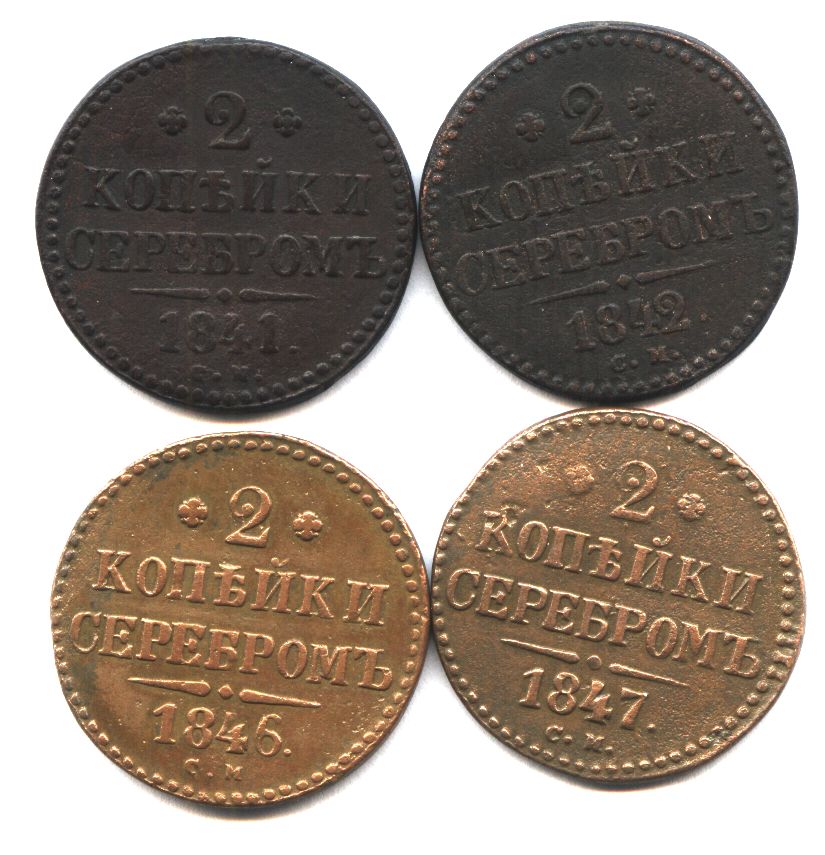 2
КОПѢЙКИ
СЕРЕБРОМЪ
1841.
С. М.
2
КОПѢЙКИ
СЕРЕБРОМЪ
1842.
С. М.
2
КОПѢЙКИ
СЕРЕБРОМЪ
1846.
С. М
2
КОПѢЙКИ
СЕРЕБРОМЪ
1847.
С. М.